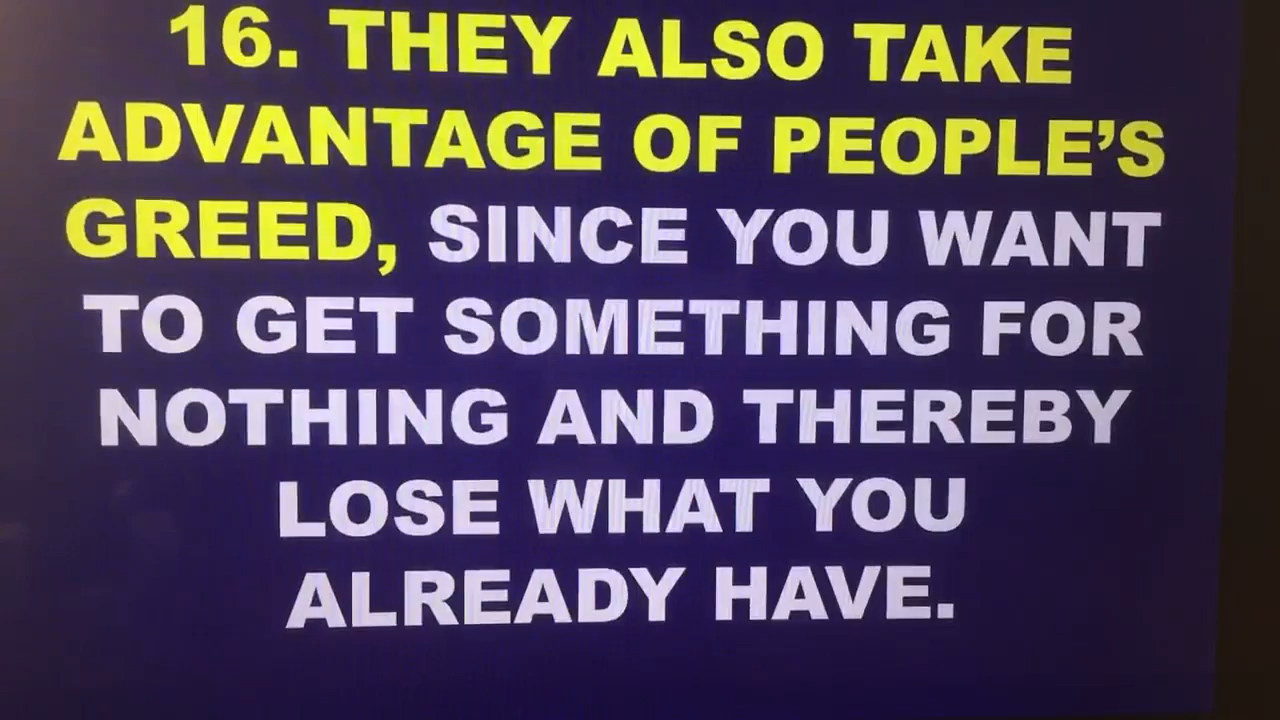 16. THEY ALSO TAKE
ADVANTAGE OF PEOPLE’S
GREED, SINCE YOU WANT
TO GET SOMETHING FOR
NOTHING AND THEREBY
LOSE WHAT YOU
ALREADY HAVE.